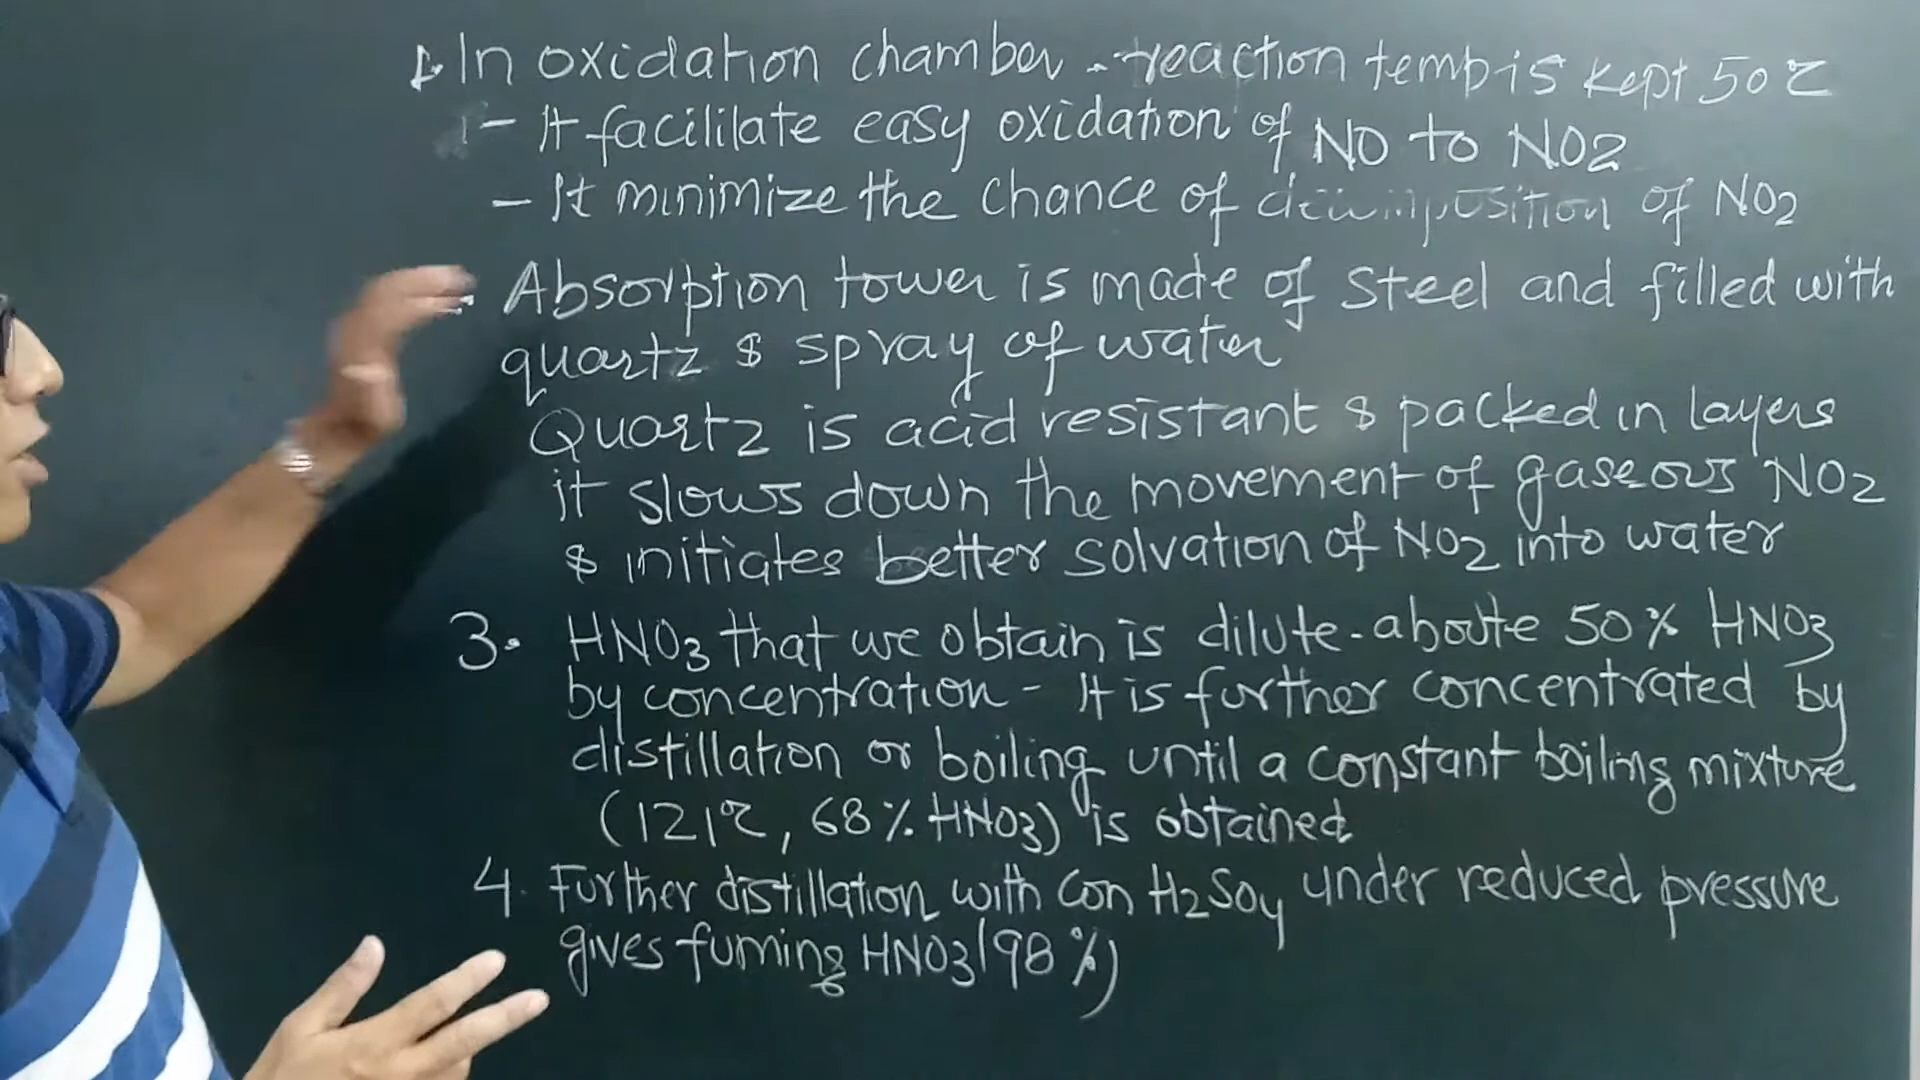 1. In oxidation chamber - reaction temp is kept 50°C
- It facililate easy oxidation of NO to NO2
- It minimize the chance of decomposition of NO2
Absorption tower is made of steel and filled with
quartz & spray of water
Quartz is acid resistant & packed in layers
it slows down the movement of gaseous NO2
& initiates better solvation of NO2 into water
3. HNO3 that we obtain is dilute - aboute 50% HNO3
by concentration - It is further concentrated by
distillation or boiling until a constant boiling mixture
(121°C, 68% HNO3) is obtained
4. Further distillation with con H2SO4 under reduced pressure
gives fuming HNO3 (98%)